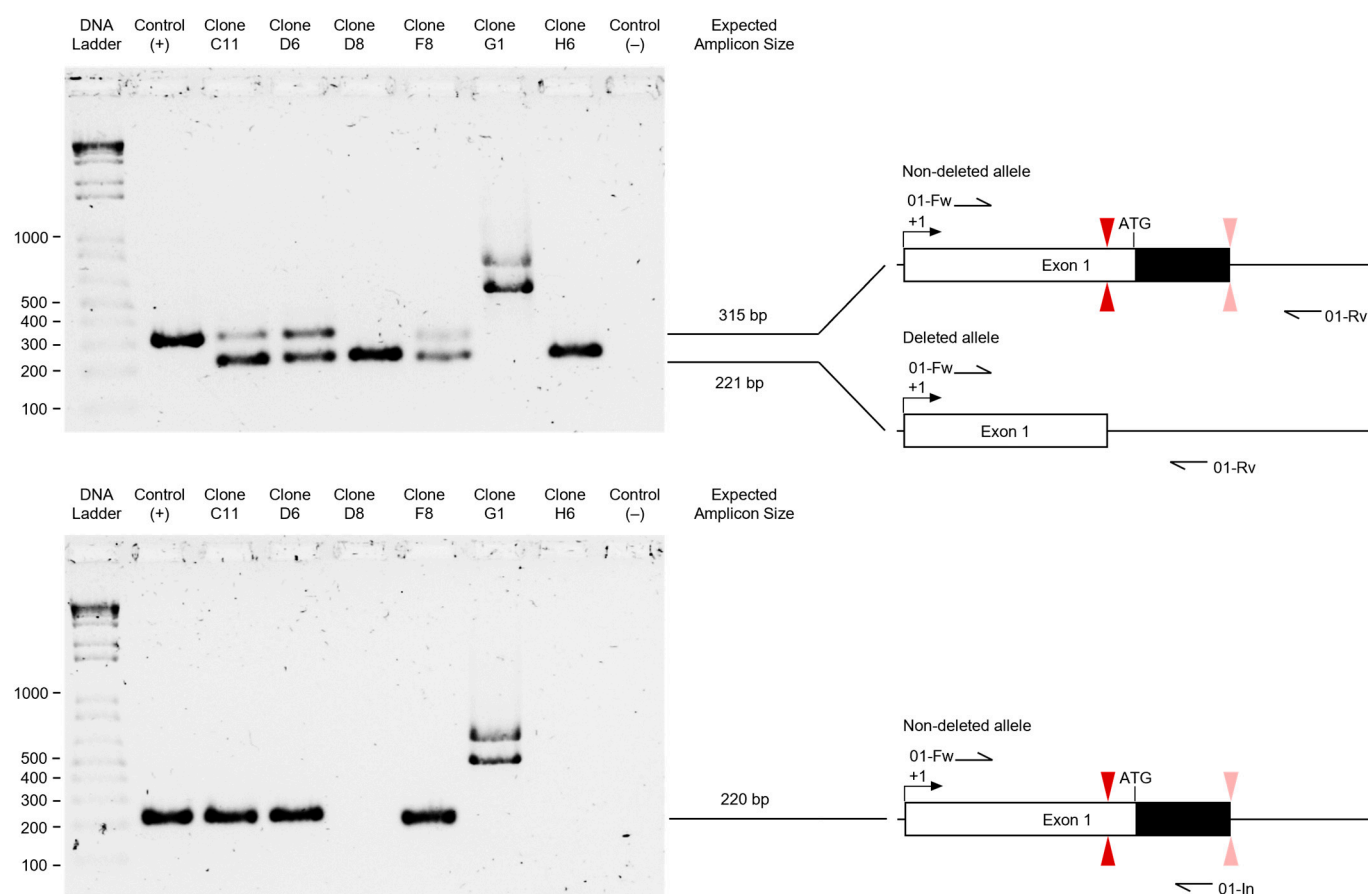 DNA Control Clone Clone Clone Clone Clone Clone Control Expected
Ladder (+) C11 D6 D8 F8 G1 H6 (–) Amplicon Size
Non-deleted allele
01-Fw
+1 ATG
1000
Exon 1
500
400
315 bp
01-Rv
300
Deleted allele
01-Fw
200
221 bp
+1
100
Exon 1
01-Rv
DNA Control Clone Clone Clone Clone Clone Clone Control Expected
Ladder (+) C11 D6 D8 F8 G1 H6 (–) Amplicon Size
1000
Non-deleted allele
500
01-Fw
400
+1 ATG
300
220 bp
Exon 1
200
100
01-In